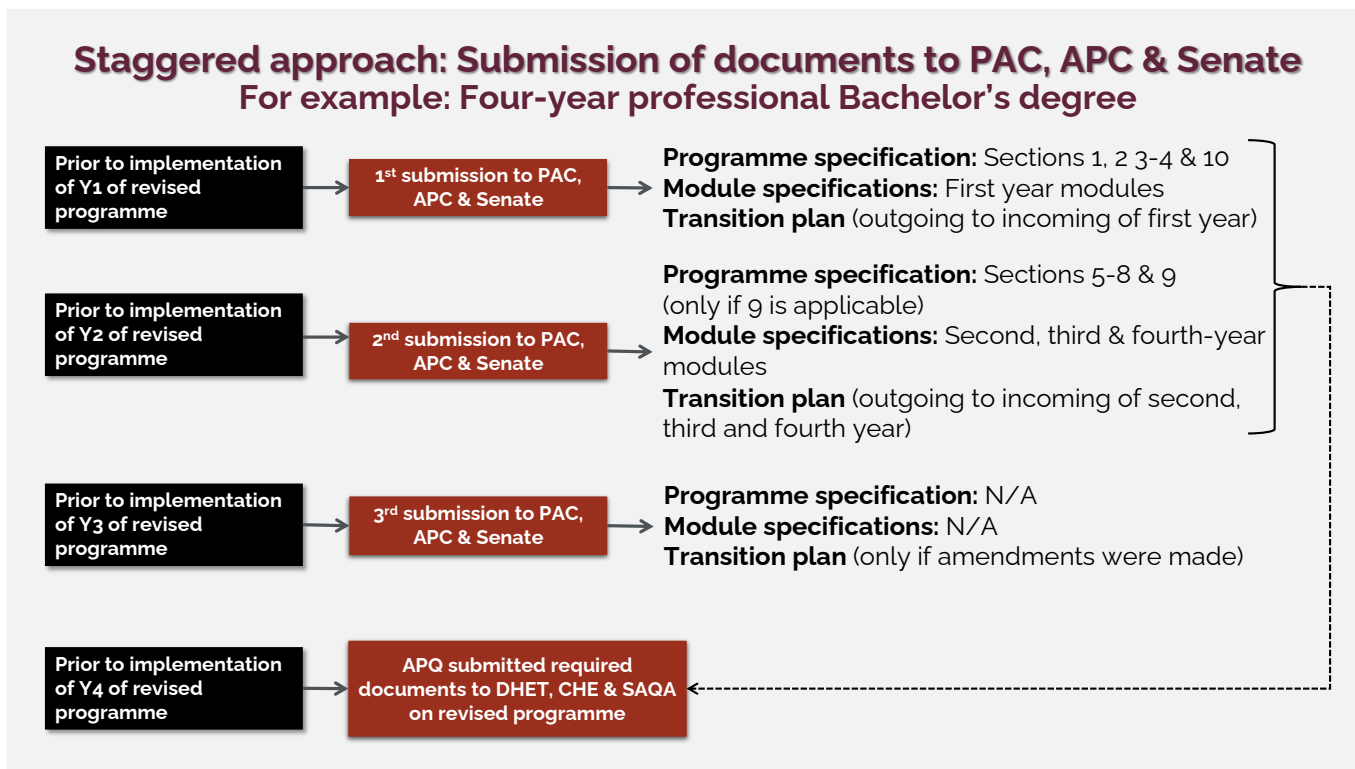 Staggered approach: Submission of documents to PAC, APC & Senate
For example: Four-year professional Bachelor's degree
Prior to implementation
of Y1 of revised
programme
1st submission to PAC,
APC & Senate
Programme specification: Sections 1, 2 3-4 & 10
Module specifications: First year modules
Transition plan (outgoing to incoming of first year)
Prior to implementation
of Y2 of revised
programme
2nd submission to PAC,
APC & Senate
Programme specification: Sections 5-8 & 9
(only if 9 is applicable)
Module specifications: Second, third & fourth-year
modules
Transition plan (outgoing to incoming of second,
third and fourth year)
Prior to implementation
of Y3 of revised
programme
3rd submission to PAC,
APC & Senate
Programme specification: N/A
Module specifications: N/A
Transition plan (only if amendments were made)
Prior to implementation
of Y4 of revised
programme
APQ submitted required
documents to DHET, CHE & SAQA
on revised programme